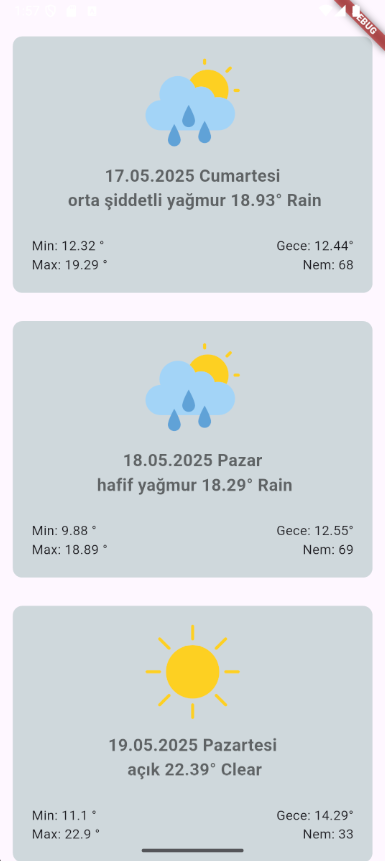 17.05.2025 Cumartesi
orta şiddetli yağmur 18.93° Rain
Min: 12.32 ° Gece: 12.44°
Max: 19.29 ° Nem: 68
18.05.2025 Pazar
hafif yağmur 18.29° Rain
Min: 9.88 ° Gece: 12.55°
Max: 18.89 ° Nem: 69
19.05.2025 Pazartesi
açık 22.39° Clear
Min: 11.1 ° Gece: 14.29°
Max: 22.9 ° Nem: 33